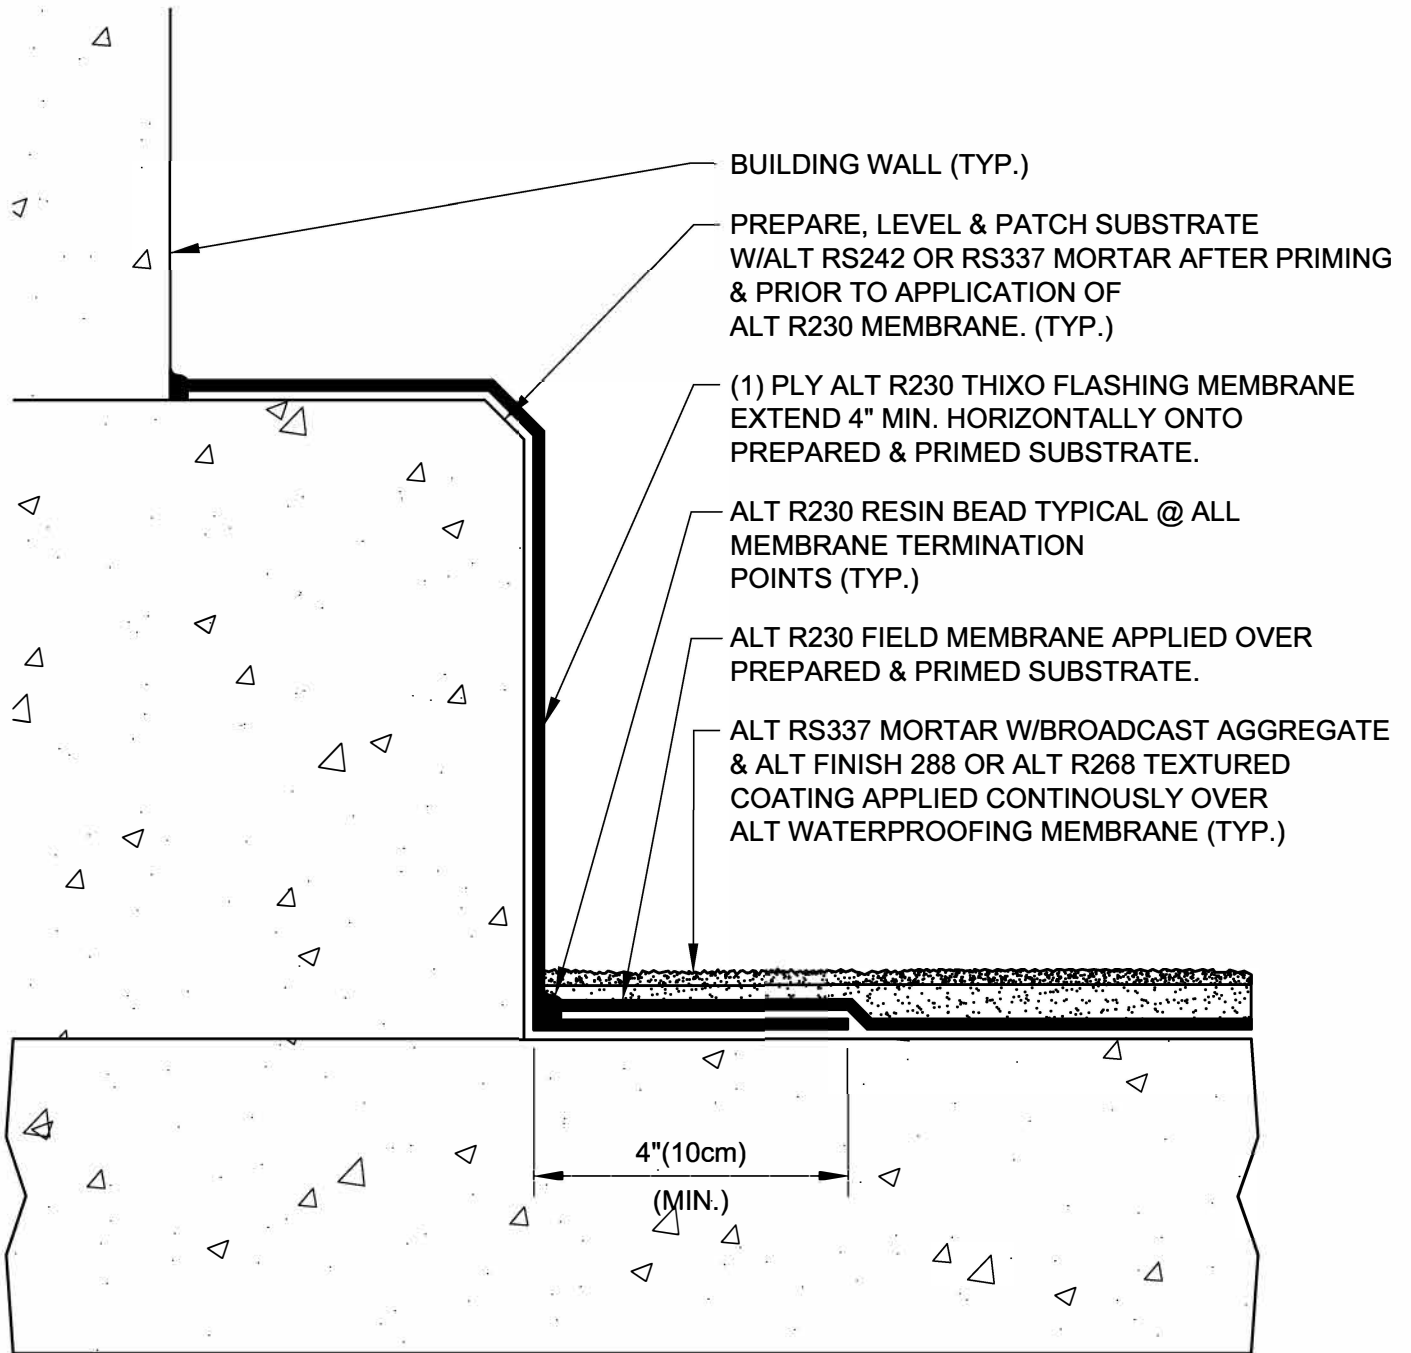 BUILDING WALL (TYP.)
PREPARE, LEVEL & PATCH SUBSTRATE
W/ALT RS242 OR RS337 MORTAR AFTER PRIMING
& PRIOR TO APPLICATION OF
ALT R230 MEMBRANE. (TYP.)
(1) PLY ALT R230 THIXO FLASHING MEMBRANE
EXTEND 4" MIN. HORIZONTALLY ONTO
PREPARED & PRIMED SUBSTRATE.
ALT R230 RESIN BEAD TYPICAL @ ALL
MEMBRANE TERMINATION
POINTS (TYP.)
ALT R230 FIELD MEMBRANE APPLIED OVER
PREPARED & PRIMED SUBSTRATE.
ALT RS337 MORTAR W/BROADCAST AGGREGATE
& ALT FINISH 288 OR ALT R268 TEXTURED
COATING APPLIED CONTINOUSLY OVER
ALT WATERPROOFING MEMBRANE (TYP.)
4"(10cm)
(MIN.)